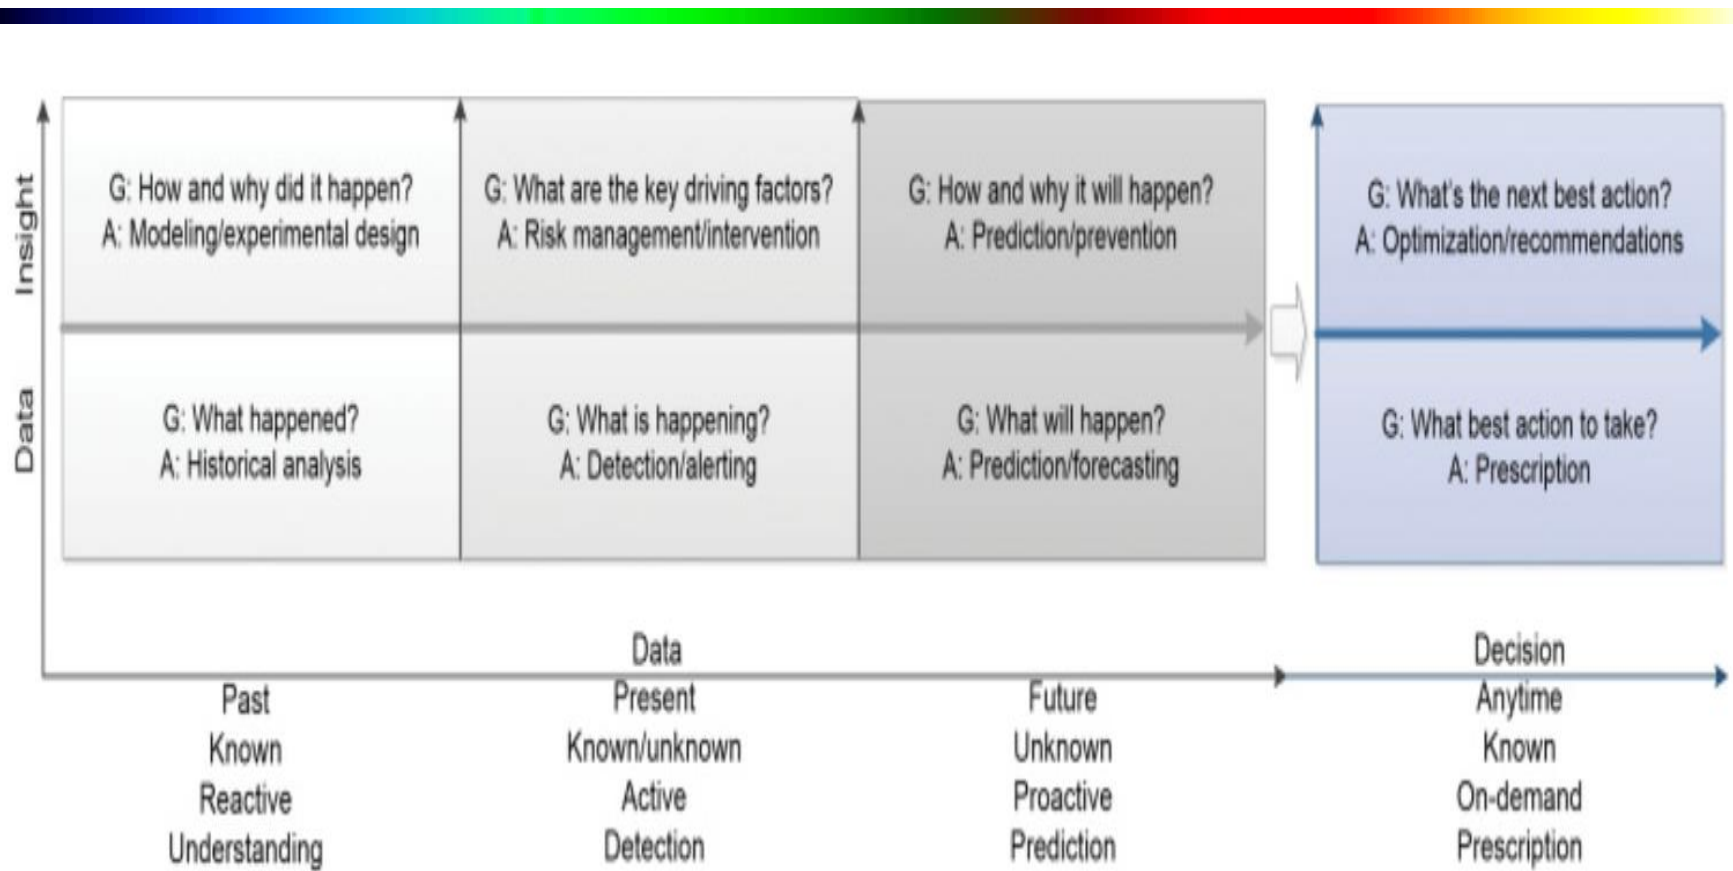 Insight
G: How and why did it happen?
A: Modeling/experimental design
G: What are the key driving factors?
A: Risk management/intervention
G: How and why it will happen?
A: Prediction/prevention
G: What's the next best action?
A: Optimization/recommendations
Data
G: What happened?
A: Historical analysis
G: What is happening?
A: Detection/alerting
G: What will happen?
A: Prediction/forecasting
G: What best action to take?
A: Prescription
Data
Decision
Past
Known
Reactive
Understanding
Present
Known/unknown
Active
Detection
Future
Unknown
Proactive
Prediction
Anytime
Known
On-demand
Prescription